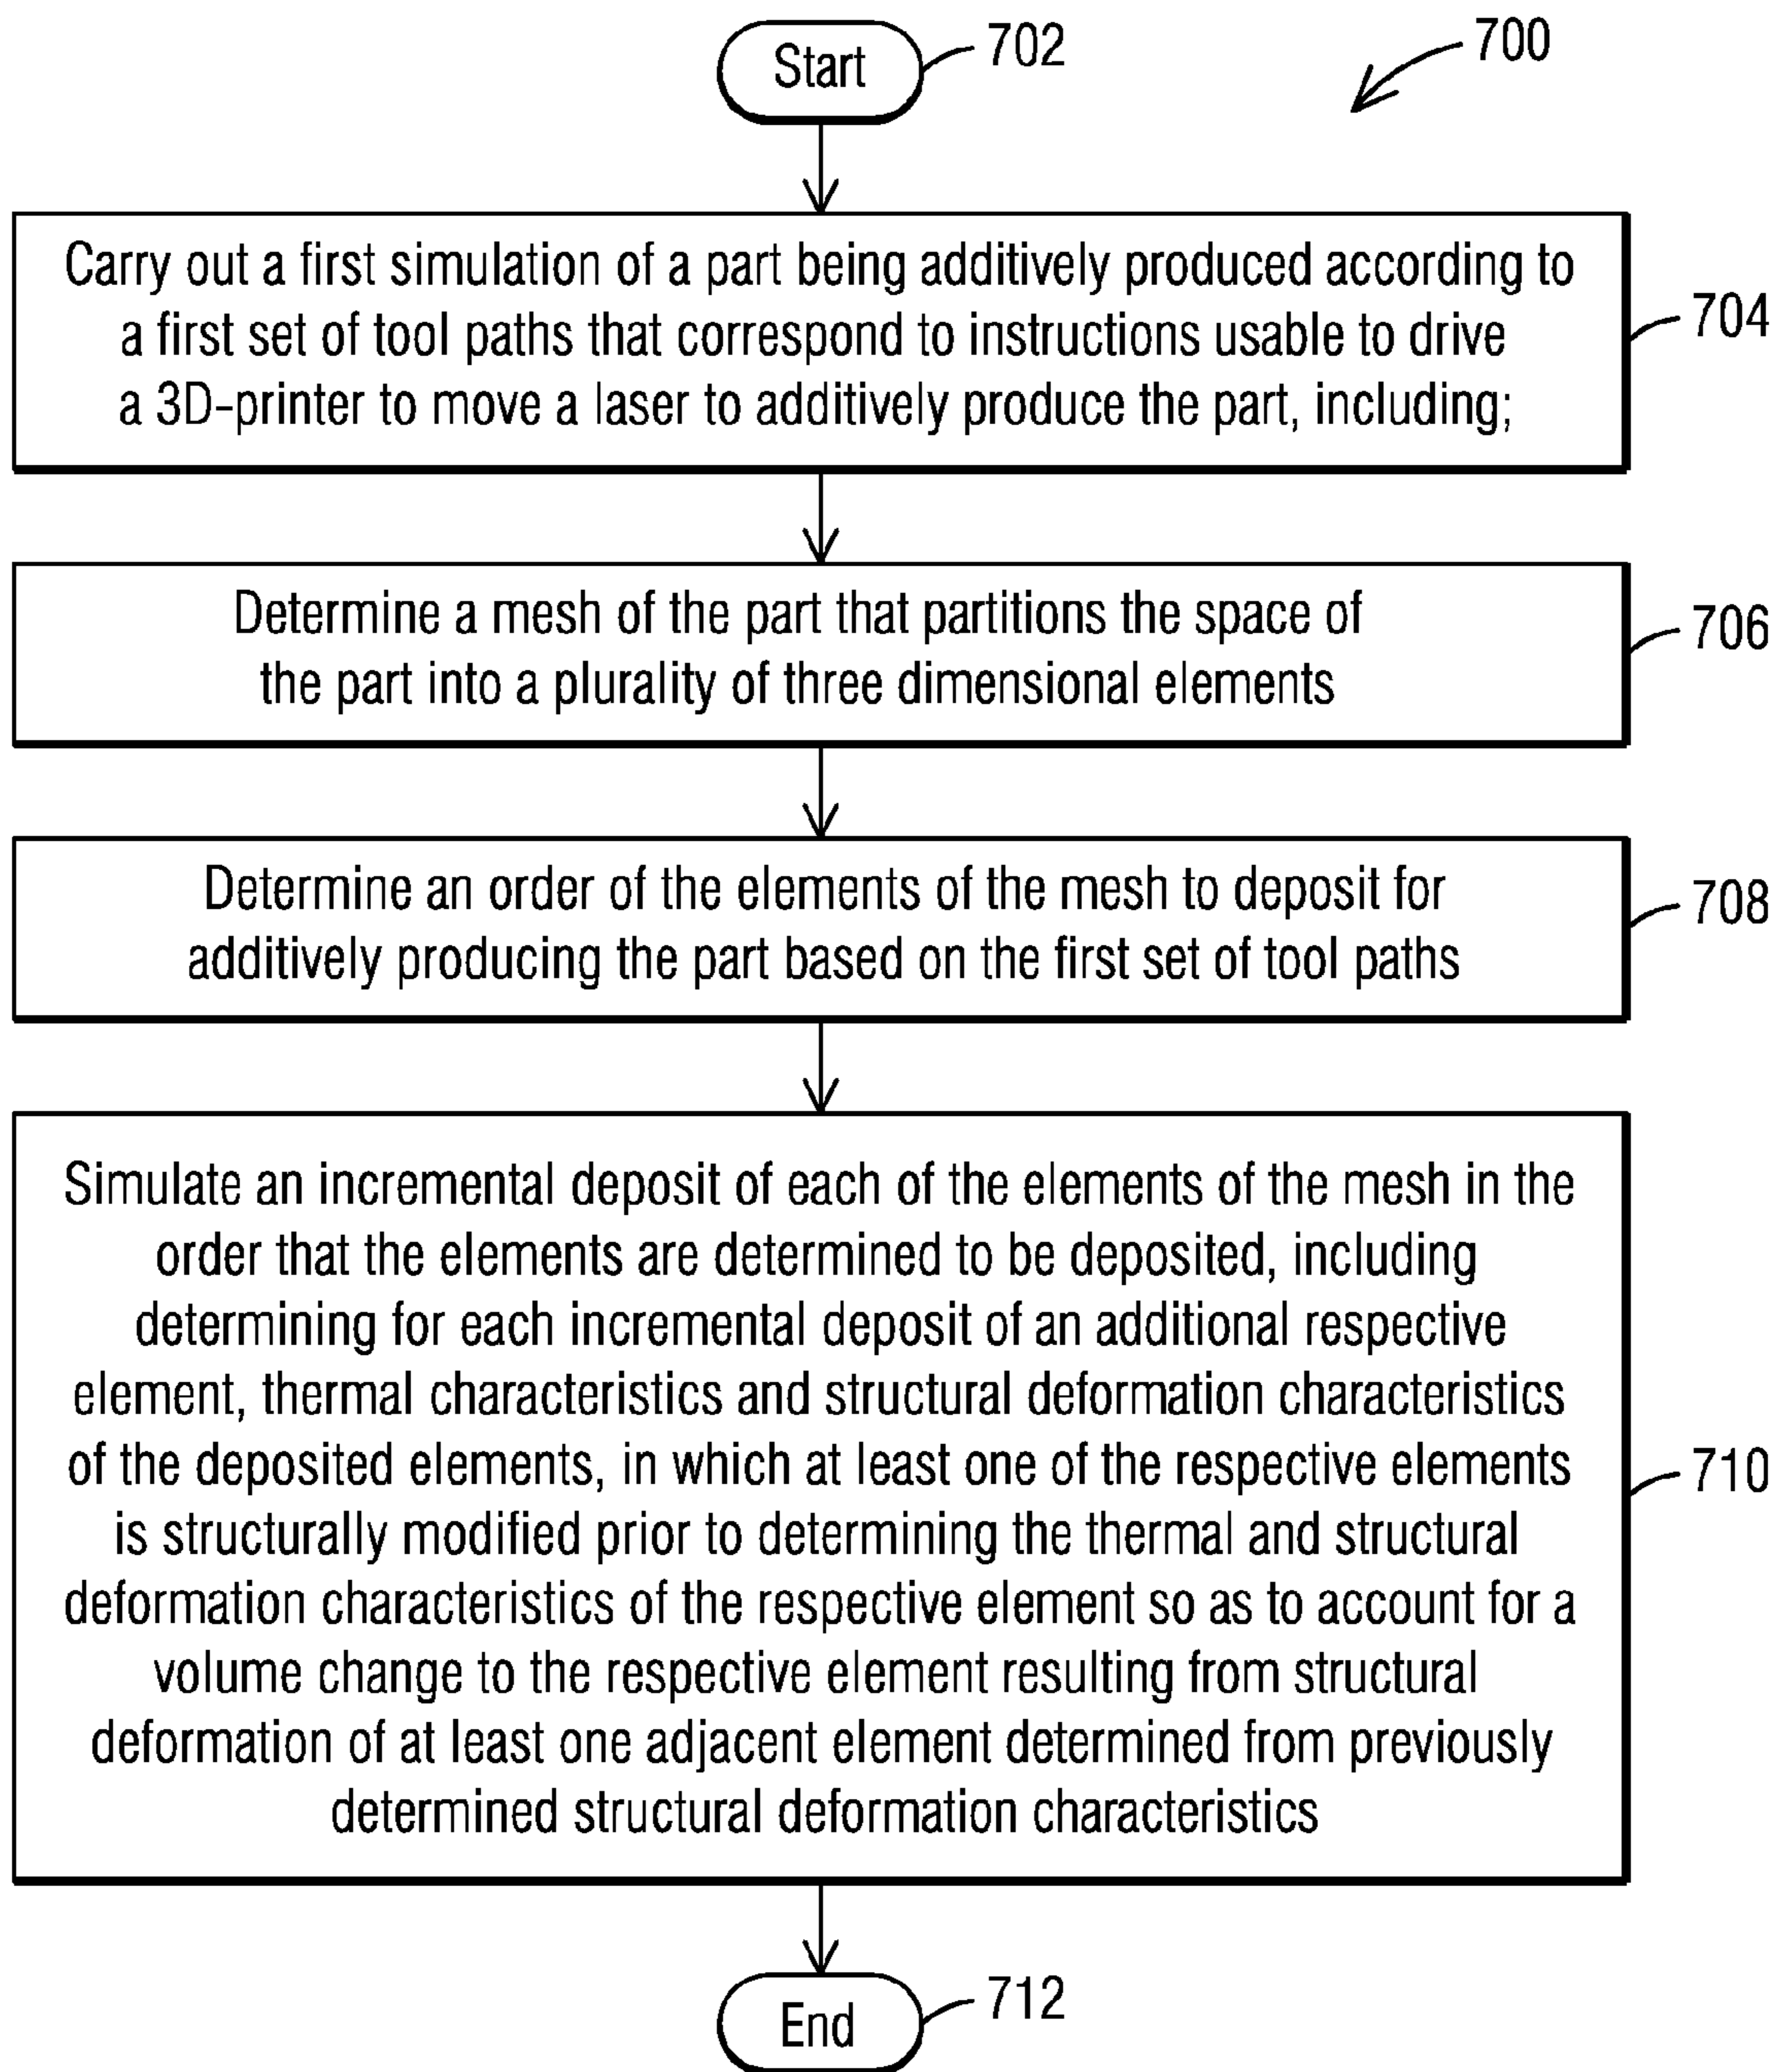 Start
702
700
Carry out a first simulation of a part being additively produced according to
a first set of tool paths that correspond to instructions usable to drive
a 3D-printer to move a laser to additively produce the part, including;
704
Determine a mesh of the part that partitions the space of
the part into a plurality of three dimensional elements
706
Determine an order of the elements of the mesh to deposit for
additively producing the part based on the first set of tool paths
708
Simulate an incremental deposit of each of the elements of the mesh in the
order that the elements are determined to be deposited, including
determining for each incremental deposit of an additional respective
element, thermal characteristics and structural deformation characteristics
of the deposited elements, in which at least one of the respective elements
is structurally modified prior to determining the thermal and structural
deformation characteristics of the respective element so as to account for a
volume change to the respective element resulting from structural
deformation of at least one adjacent element determined from previously
determined structural deformation characteristics
710
End
712